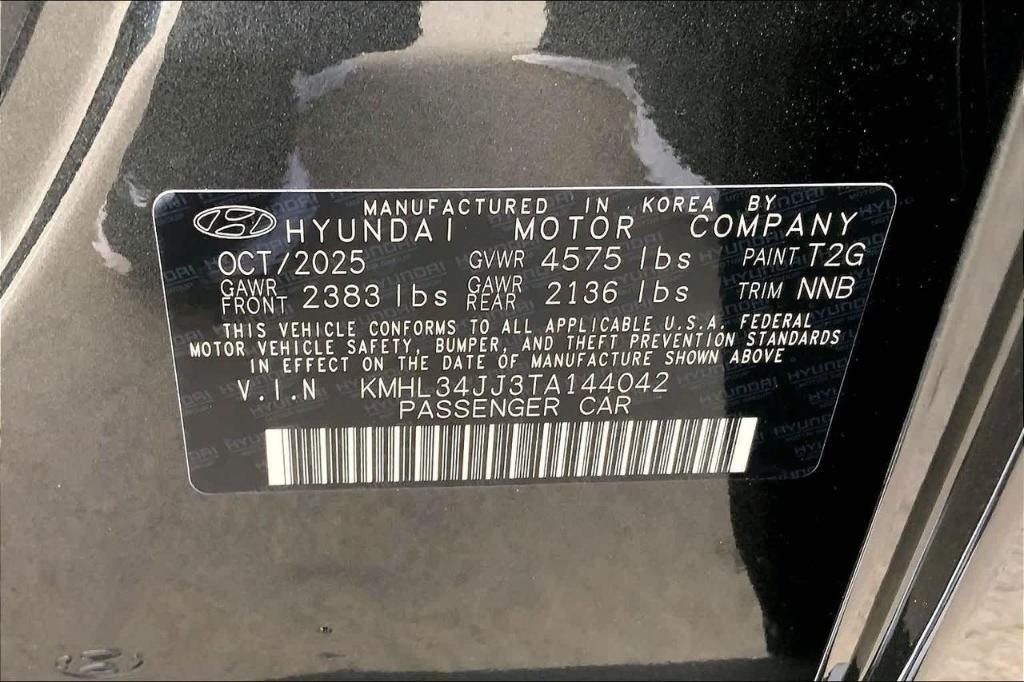 MANUFACTURED IN KOREA BY
HYUNDAI MOTOR COMPANY
OCT/2025 GVWR 4575 lbs PAINT T2G
GAWR FRONT 2383 lbs GAWR REAR 2136 lbs TRIM NNB
THIS VEHICLE CONFORMS TO ALL APPLICABLE U.S.A. FEDERAL
MOTOR VEHICLE SAFETY, BUMPER, AND THEFT PREVENTION STANDARDS
IN EFFECT ON THE DATE OF MANUFACTURE SHOWN ABOVE
V.I.N KMHL34JJ3TA144042
PASSENGER CAR